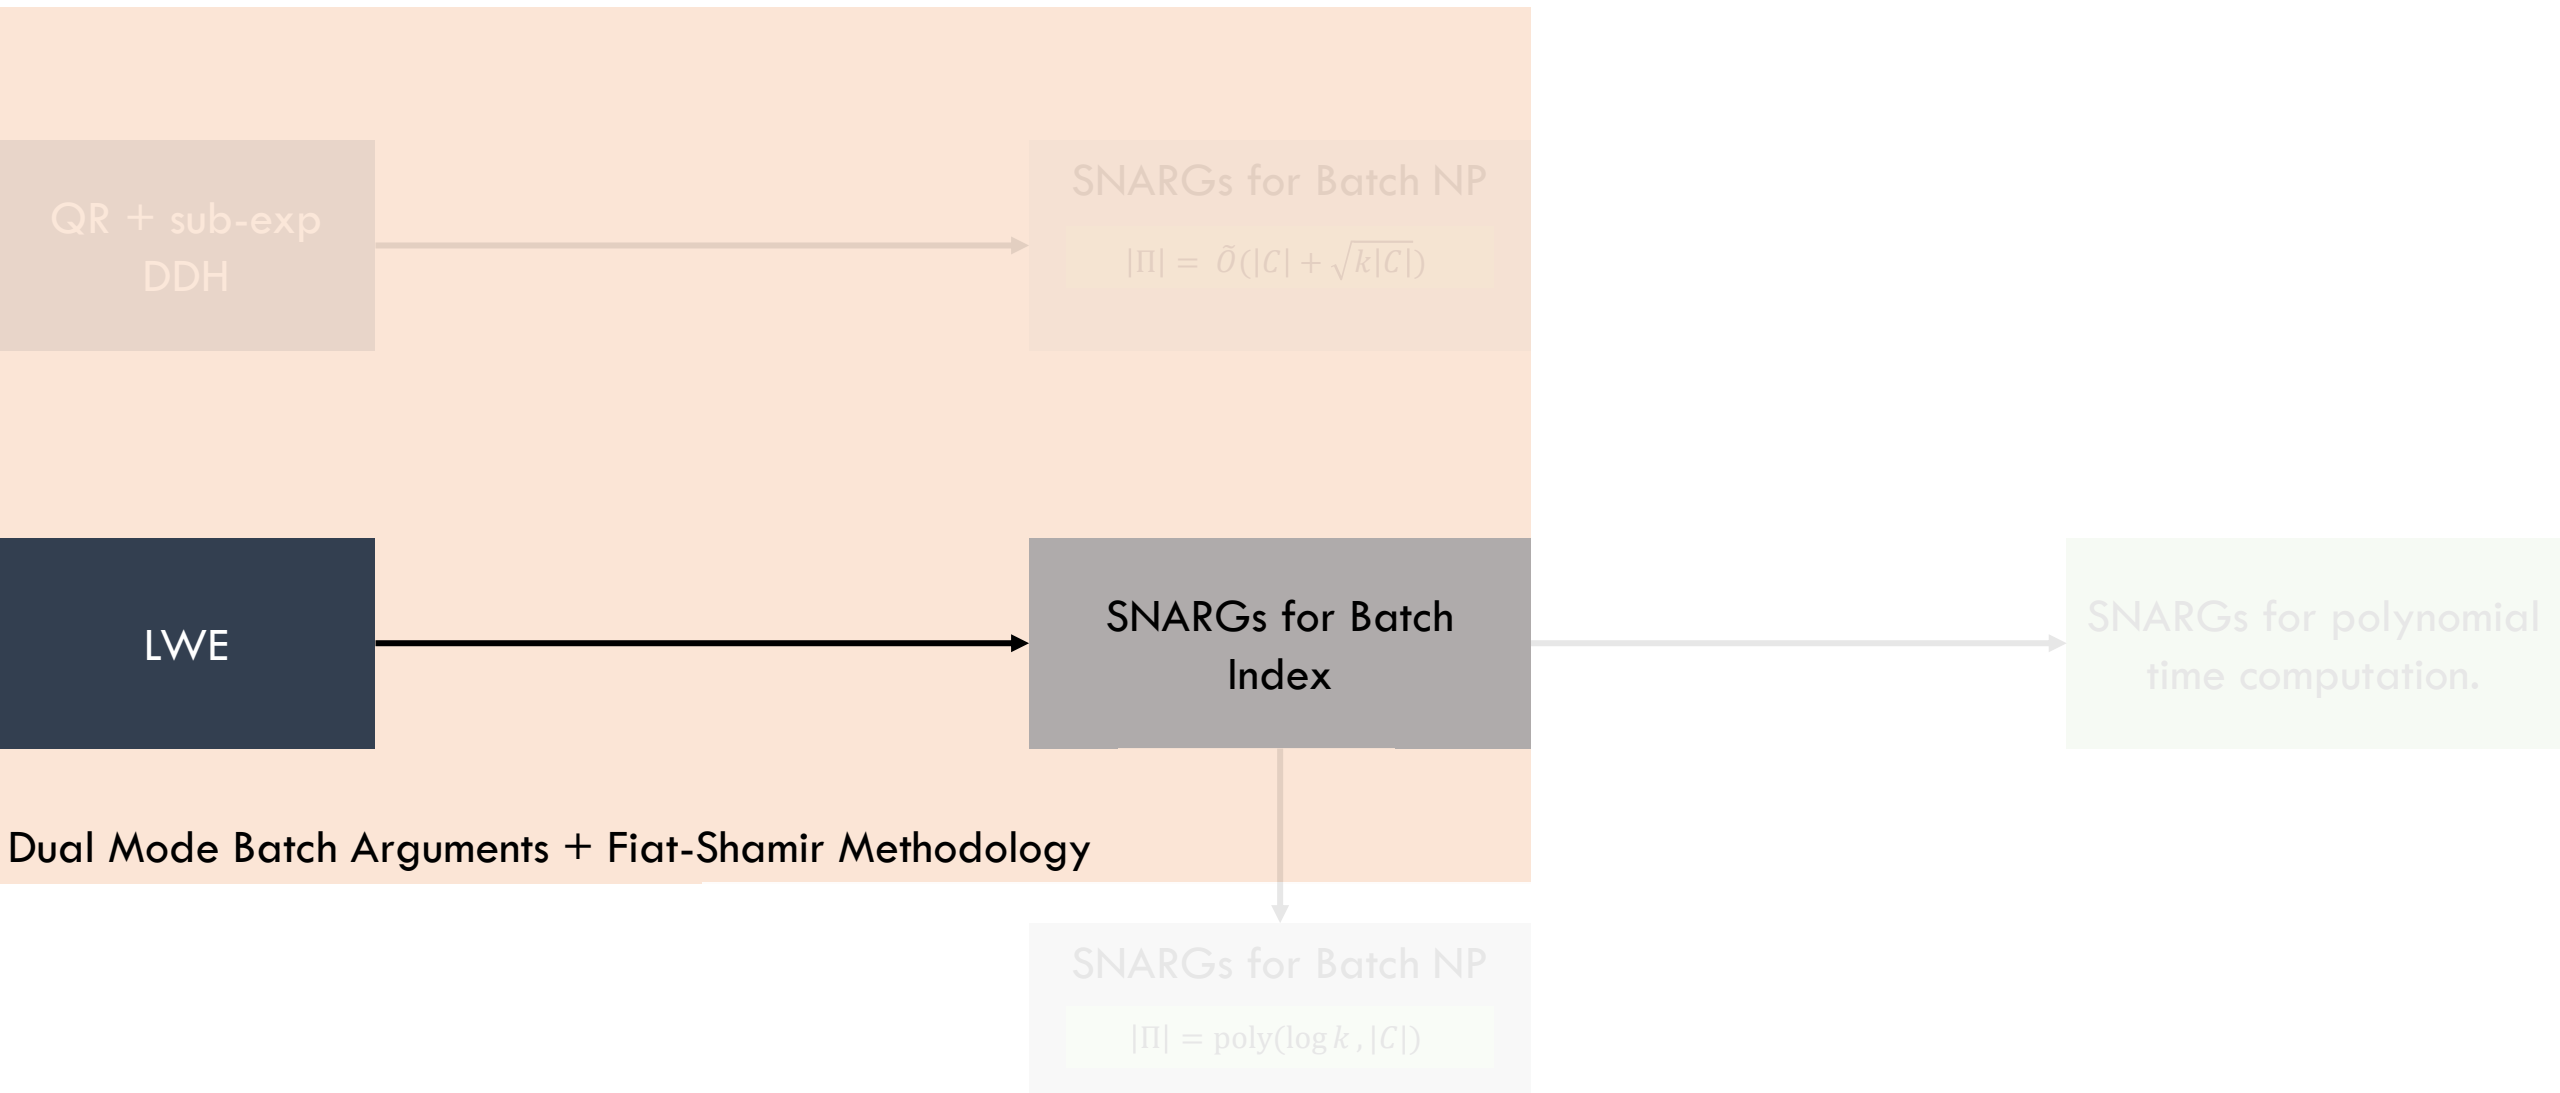 QR + sub-exp
DDH
SNARGs for Batch NP
|Π| = Õ(|C| + √k|C|)
LWE
SNARGs for Batch
Index
SNARGs for polynomial
time computation.
Dual Mode Batch Arguments + Fiat-Shamir Methodology
SNARGs for Batch NP
|Π| = poly(log k , |C|)